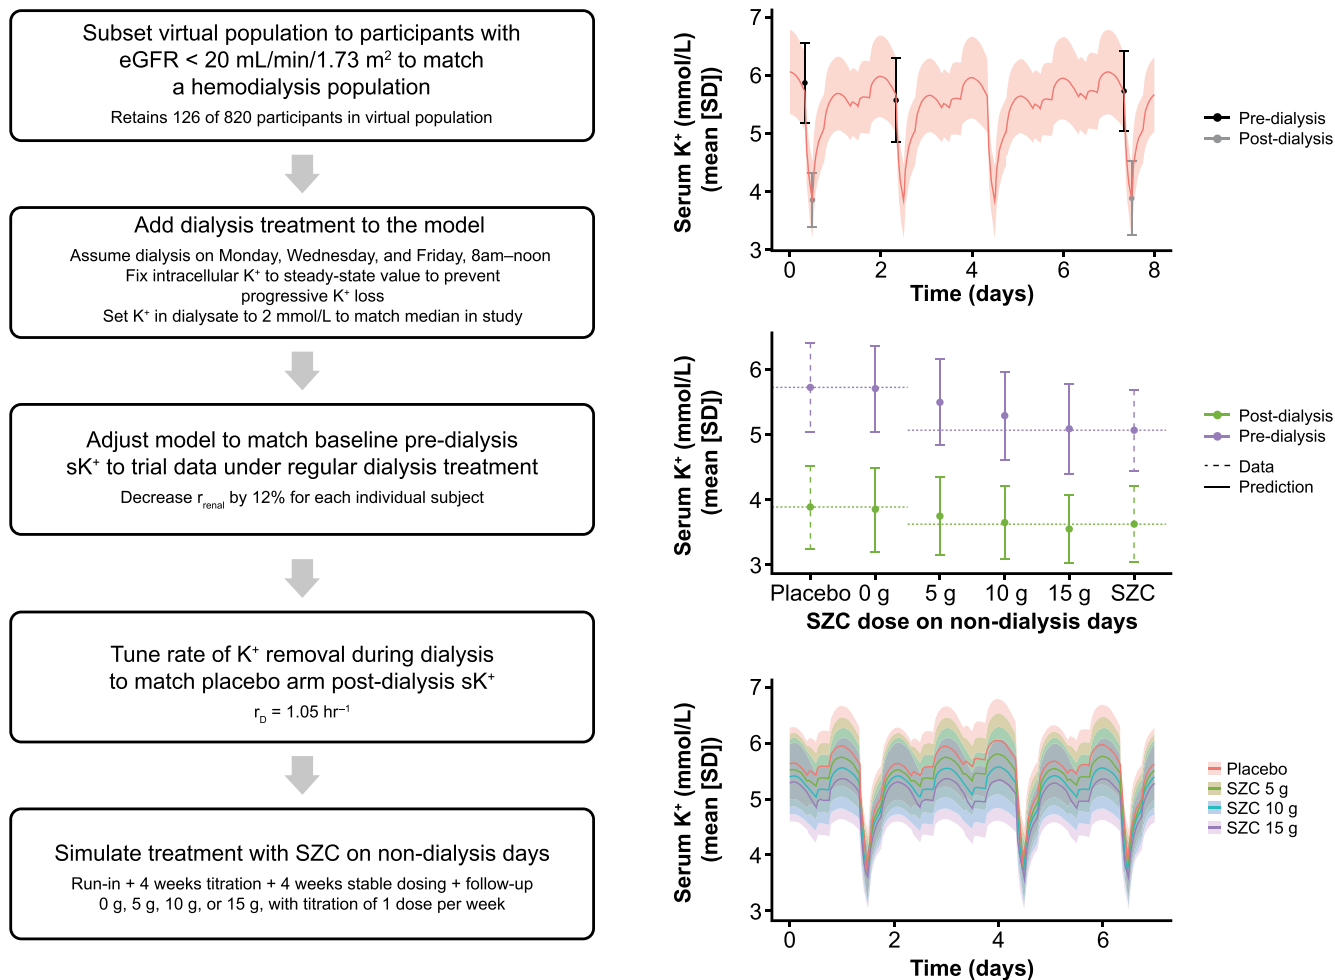 Subset virtual population to participants with
eGFR < 20 mL/min/1.73 m² to match
a hemodialysis population
Retains 126 of 820 participants in virtual population
Add dialysis treatment to the model
Assume dialysis on Monday, Wednesday, and Friday, 8am–noon
Fix intracellular K⁺ to steady-state value to prevent
progressive K⁺ loss
Set K⁺ in dialysate to 2 mmol/L to match median in study
Adjust model to match baseline pre-dialysis
sK⁺ to trial data under regular dialysis treatment
Decrease r_renal by 12% for each individual subject
Tune rate of K⁺ removal during dialysis
to match placebo arm post-dialysis sK⁺
r_D = 1.05 hr⁻¹
Simulate treatment with SZC on non-dialysis days
Run-in + 4 weeks titration + 4 weeks stable dosing + follow-up
0 g, 5 g, 10 g, or 15 g, with titration of 1 dose per week
Serum K⁺ (mmol/L)
(mean [SD])
7
6
5
4
3
0 2 4 6 8
Time (days)
Pre-dialysis
Post-dialysis
Serum K⁺ (mmol/L)
(mean [SD])
6
5
4
3
Placebo 0 g 5 g 10 g 15 g SZC
SZC dose on non-dialysis days
Post-dialysis
Pre-dialysis
Data
Prediction
Serum K⁺ (mmol/L)
(mean [SD])
7
6
5
4
3
0 2 4 6
Time (days)
Placebo
SZC 5 g
SZC 10 g
SZC 15 g